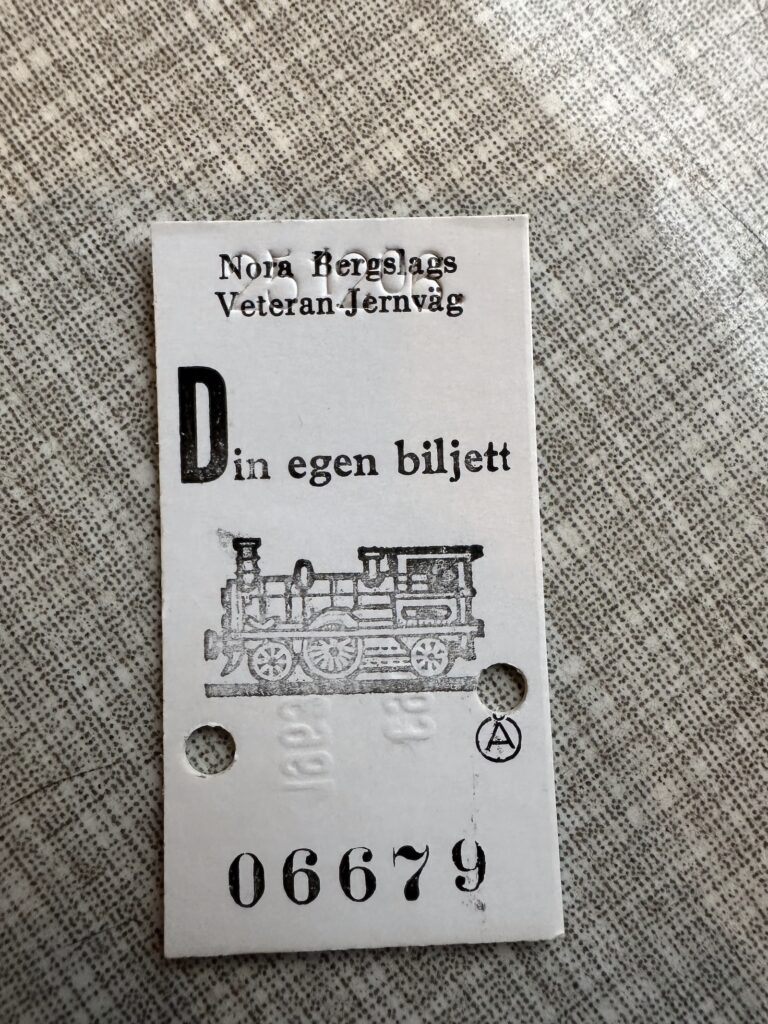 Nora Bergslags
Veteran-Jernväg
Din egen biljett
Ä
06679